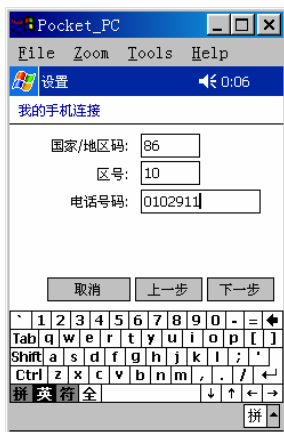 Pocket_PC
File Zoom Tools Help
设置 0:06
我的手机连接
国家/地区码: 86
区号: 10
电话号码: 0102911
取消 上一步 下一步
` 1 2 3 4 5 6 7 8 9 0 - =
Tab q w e r t y u i o p [ ]
Shift a s d f g h j k l ; '
Ctrl z x c v b n m , . / ↵
拼 英 符 全 ↓ ↑ ← →
拼